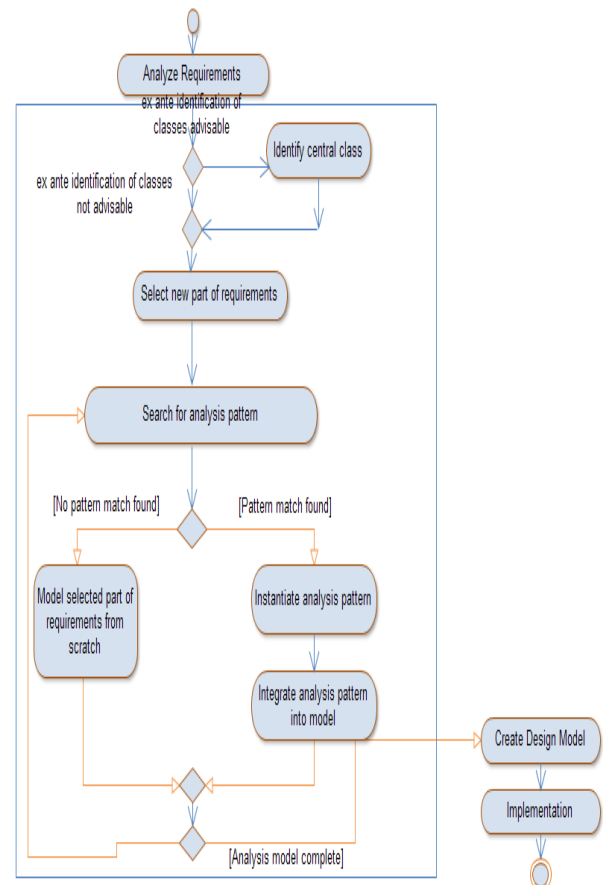 Analyze Requirements
ex ante identification of
classes advisable
Identify central class
ex ante identification of classes
not advisable
Select new part of requirements
Search for analysis pattern
[No pattern match found]
[Pattern match found]
Model selected part of
requirements from
scratch
Instantiate analysis pattern
Integrate analysis pattern
into model
Create Design Model
Implementation
[Analysis model complete]